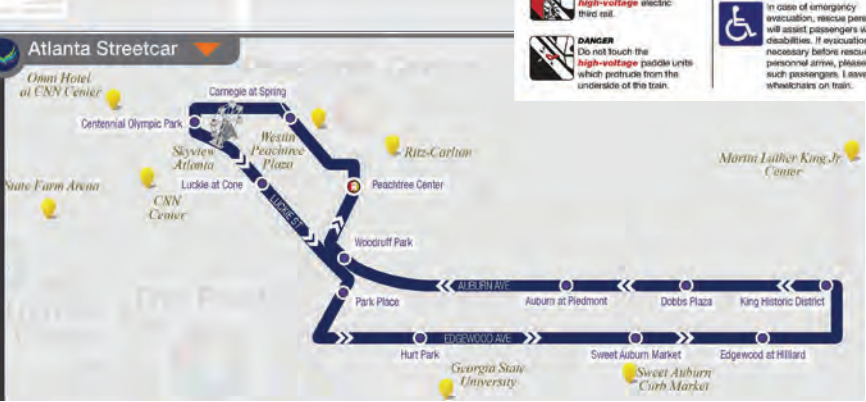 high-voltage electric
third rail.
DANGER
Do not touch the
high-voltage paddle units
which protrude from the
underside of the train.
In case of emergency
evacuation, rescue pers
will assist passengers w
disabilities. If evacuation
necessary before rescue
personnel arrive, please
such passengers. Leave
wheelchairs on train.
Atlanta Streetcar
Omni Hotel
at CNN Center
Carnegie at Spring
Centennial Olympic Park
Skyview
Atlanta
Westin
Peachtree
Plaza
Ritz-Carlton
Martin Luther King Jr
Center
State Farm Arena
CNN
Center
Luckie at Cone
Peachtree Center
LUCKIE ST
Woodruff Park
AUBURN AVE
Park Place
Auburn at Piedmont
Dobbs Plaza
King Historic District
EDGEWOOD AVE
Hurt Park
Sweet Auburn Market
Edgewood at Hilliard
Georgia State
University
Sweet Auburn
Curb Market